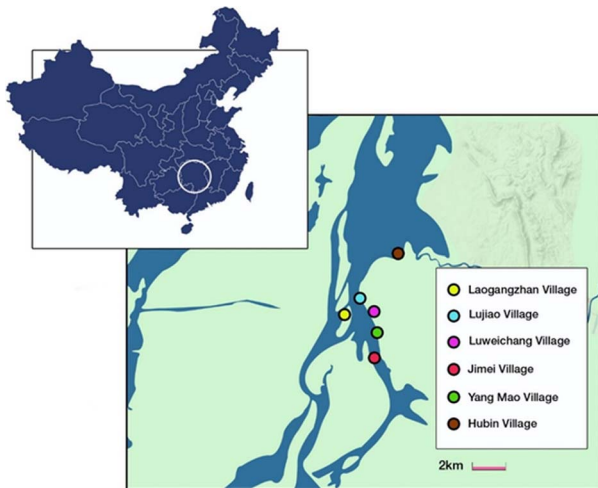 Laogangzhan Village
Lujiao Village
Luweichang Village
Jimei Village
Yang Mao Village
Hubin Village
2km